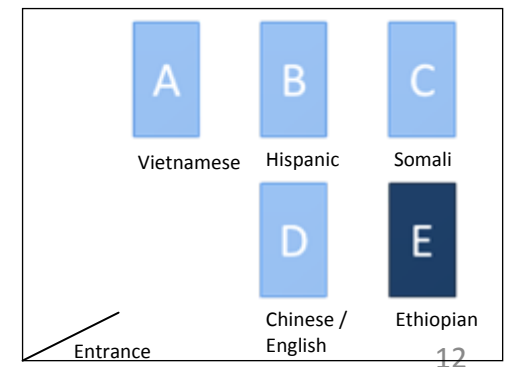 A B C
Vietnamese Hispanic Somali
D E
Chinese / Ethiopian
English
Entrance
12